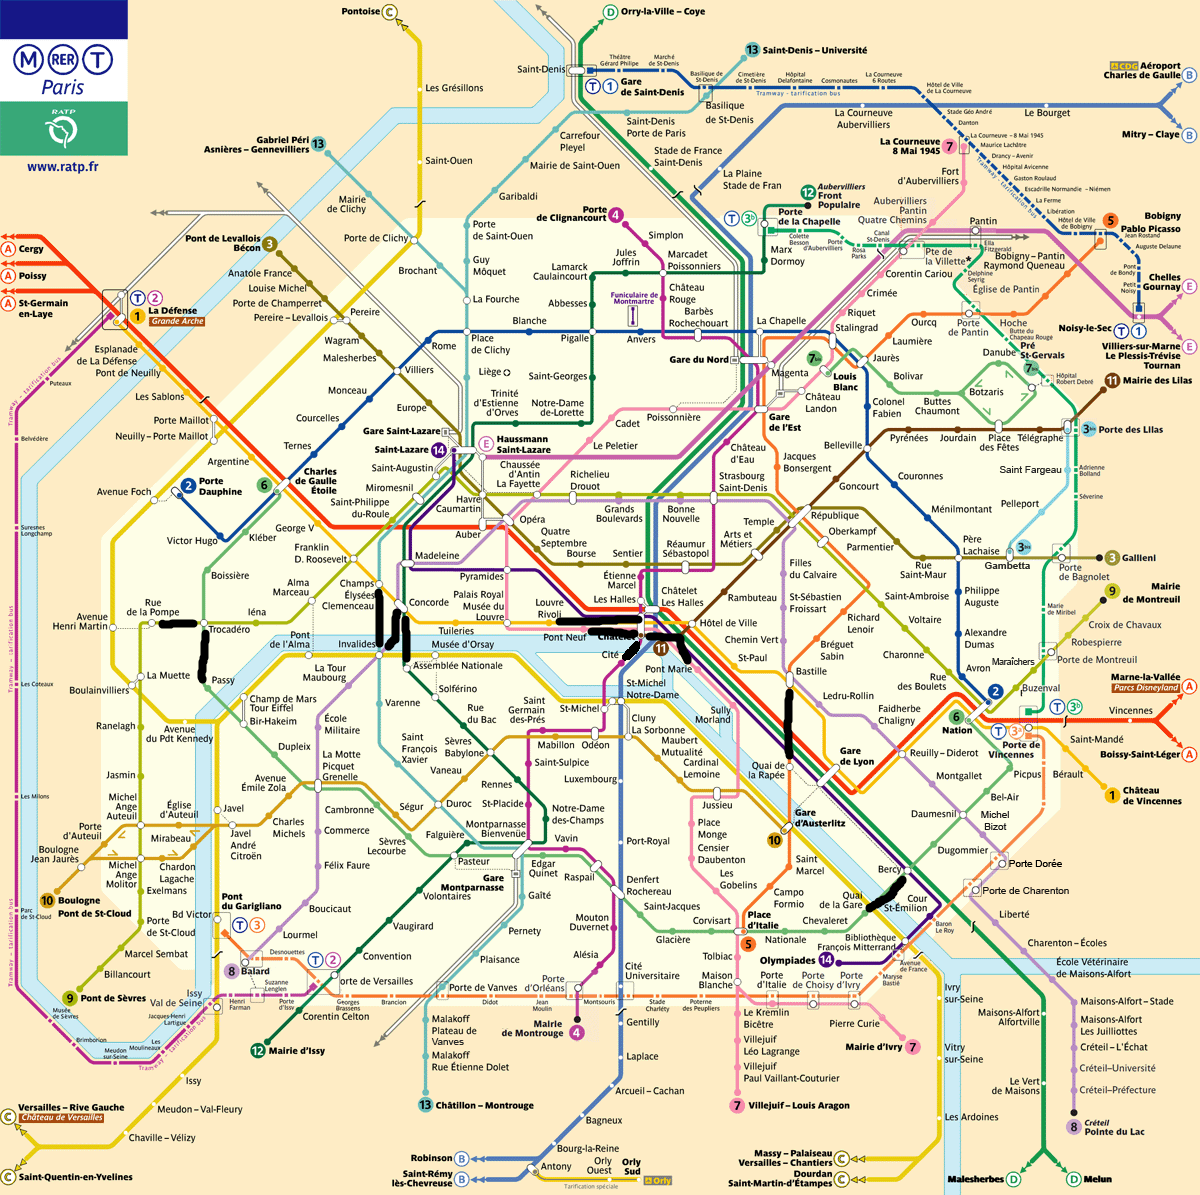 M RER T
Paris
RATP
www.ratp.fr
Pontoise C
D Orry-la-Ville – Coye
13 Saint-Denis – Université
Aéroport
Charles de Gaulle B
CDG
Mitry – Claye B
Saint-Denis
Théâtre
Gérard Philipe
Marché
de St-Denis
T 1 Gare
de Saint-Denis
Basilique de
St-Denis
Cimetière
de St-Denis
Hôpital
Delafontaine
Cosmonautes
La Courneuve
6 Routes
Hôtel de Ville
de La Courneuve
Tramway – tarification bus
Stade Géo André
Danton
La Courneuve – 8 Mai 1945
Maurice Lachâtre
Drancy – Avenir
Hôpital Avicenne
Gaston Roulaud
Escadrille Normandie – Niémen
La Ferme
Libération
Hôtel de Ville
de Bobigny
Jean Rostand
Auguste Delaune
Pont
de Bondy
Petit
Noisy
Basilique
de St-Denis
La Courneuve
Aubervilliers
Le Bourget
Les Grésillons
Saint-Ouen
Gabriel Péri
Asnières – Gennevilliers 13
Mairie
de Clichy
Porte de Clichy
Brochant
Saint-Denis
Porte de Paris
Carrefour
Pleyel
Mairie de Saint-Ouen
Garibaldi
Porte
de Saint-Ouen
Guy
Môquet
La Fourche
Place
de Clichy
Stade de France
Saint-Denis
La Plaine
Stade de Fran
La Courneuve
8 Mai 1945 7
Fort
d'Aubervilliers
Aubervilliers
Pantin
Quatre Chemins
12 Aubervilliers
Front
Populaire
T 3b Porte
de la Chapelle
Colette
Besson
Porte
d'Aubervilliers
Rosa
Parks
Canal
St-Denis
Pantin
Ella
Fitzgerald
Delphine
Seyrig
Pte de
la Villette
Corentin Cariou
Crimée
Riquet
Stalingrad
Bobigny – Pantin
Raymond Queneau
Église de Pantin
5
Bobigny
Pablo Picasso
Chelles
Gournay E
Noisy-le-Sec T 1
Villiers-sur-Marne
Le Plessis-Trévise
Tournan E
Porte
de Clignancourt 4
Simplon
Marcadet
Poissonniers
Jules
Joffrin
Lamarck
Caulaincourt
Abbesses
Funiculaire de
Montmartre
Château
Rouge
Barbès
Rochechouart
Marx
Dormoy
La Chapelle
Gare du Nord
Magenta
A Cergy
A Poissy
A St-Germain
en-Laye
T 2
1 La Défense
Grande Arche
Pont de Levallois
Bécon 3
Anatole France
Louise Michel
Porte de Champerret
Pereire – Levallois
Pereire
Wagram
Malesherbes
Villiers
Rome
Blanche
Pigalle
Anvers
Esplanade
de La Défense
Pont de Neuilly
Les Sablons
Porte Maillot
Neuilly – Porte Maillot
Argentine
Monceau
Courcelles
Ternes
Europe
Liège
Saint-Georges
Trinité
d'Estienne
d'Orves
Notre-Dame
de-Lorette
Gare Saint-Lazare
Saint-Lazare 14
E Haussmann
Saint-Lazare
Chaussée
d'Antin
La Fayette
Le Peletier
Cadet
Poissonnière
Gare
de l'Est
Château
Landon
7bis Louis
Blanc
Jaurès
Laumière
Ourcq
Porte
de Pantin
Hoche
Butte du
Chapeau Rouge
Pré
St-Gervais
7bis
Hôpital
Robert Debré
Danube
Bolivar
Botzaris
Buttes
Chaumont
Place
des Fêtes
Pyrénées
Jourdain
Télégraphe
11 Mairie des Lilas
3bis Porte des Lilas
Saint Fargeau
Adrienne
Bolland
Pelleport
Séverine
3bis
Gambetta
Porte
de Bagnolet
3 Gallieni
Colonel
Fabien
Belleville
Couronnes
Ménilmontant
Père
Lachaise
Goncourt
Jacques
Bonsergent
Château
d'Eau
Strasbourg
Saint-Denis
Richelieu
Drouot
Grands
Boulevards
Bonne
Nouvelle
Temple
République
Oberkampf
Parmentier
Rue
Saint-Maur
Arts et
Métiers
Réaumur
Sébastopol
Sentier
Bourse
Quatre
Septembre
Opéra
Havre
Caumartin
Auber
Saint-Augustin
Miromesnil
Saint-Philippe
du-Roule
Charles
de Gaulle
Étoile
6
2 Porte
Dauphine
Avenue Foch
Victor Hugo
Kléber
Boissière
George V
Franklin
D. Roosevelt
Alma
Marceau
Champs
Élysées
Clemenceau
Concorde
Madeleine
Pyramides
Palais Royal
Musée du
Louvre
Louvre
Rivoli
Étienne
Marcel
Les Halles
Châtelet
Les Halles
Rambuteau
Filles
du Calvaire
St-Sébastien
Froissart
Saint-Ambroise
Voltaire
Charonne
Richard
Lenoir
Bréguet
Sabin
Chemin Vert
Hôtel de Ville
St-Paul
Bastille
Philippe
Auguste
Alexandre
Dumas
Avron
Rue
des Boulets
9
Mairie
de Montreuil
Croix de Chavaux
Robespierre
Porte de Montreuil
Marie
de Miribel
Maraîchers
Buzenval
Rue
de la Pompe
Avenue
Henri Martin
Iéna
Trocadéro
Pont
de l'Alma
Invalides
Tuileries
Musée d'Orsay
Assemblée Nationale
Pont Neuf
Cité
11
Pont Marie
La Muette
Passy
Boulainvilliers
La Tour
Maubourg
Champ de Mars
Tour Eiffel
Bir-Hakeim
Varenne
Solférino
Rue
du Bac
Saint
Germain
des-Prés
St-Michel
St-Michel
Notre-Dame
Cluny
La Sorbonne
Maubert
Mutualité
Cardinal
Lemoine
Sully
Morland
Ledru-Rollin
Faidherbe
Chaligny
Reuilly – Diderot
2
6
Nation
T 3b
T 3a
Porte de
Vincennes
Marne-la-Vallée A
Parcs Disneyland
Vincennes
Boissy-Saint-Léger A
Saint-Mandé
Bérault
1 Château
de Vincennes
Picpus
Bel-Air
Montgallet
Daumesnil
Michel
Bizot
Dugommier
Porte Dorée
Porte de Charenton
Liberté
Ranelagh
Avenue
du Pdt Kennedy
Dupleix
École
Militaire
La Motte
Picquet
Grenelle
Avenue
Émile Zola
Saint
François
Xavier
Sèvres
Babylone
Vaneau
Rennes
Mabillon
Odéon
Saint-Sulpice
St-Placide
Luxembourg
Jussieu
Quai de
la Rapée
Gare
de Lyon
Gare
d'Austerlitz
10
Bercy
Cour
St-Émilion
Quai
de la Gare
Jasmin
Michel
Ange
Auteuil
Église
d'Auteuil
Javel
Javel
André
Citroën
Charles
Michels
Mirabeau
Porte
d'Auteuil
Boulogne
Jean Jaurès
Michel
Ange
Molitor
Chardon
Lagache
Exelmans
10 Boulogne
Pont de St-Cloud
Porte
de St-Cloud
Marcel Sembat
Billancourt
9 Pont de Sèvres
Cambronne
Commerce
Félix Faure
Boucicaut
Lourmel
Ségur
Duroc
Falguière
Sèvres
Lecourbe
Pasteur
Montparnasse
Bienvenüe
Notre-Dame
des-Champs
Vavin
Edgar
Quinet
Gare
Montparnasse
Gaîté
Raspail
Denfert
Rochereau
Port-Royal
Saint-Jacques
Mouton
Duvernet
Alésia
Volontaires
Vaugirard
Convention
Pernety
Plaisance
Place
Monge
Censier
Daubenton
Les
Gobelins
Saint
Marcel
Campo
Formio
Corvisart
Place
d'Italie
5
Glacière
Nationale
Chevaleret
Bibliothèque
François Mitterrand
Olympiades 14
Tolbiac
Maison
Blanche
Pont
du Garigliano
Bd Victor
T 3
8 Balard
Desnouettes
T 2
Porte de Versailles
Suzanne
Lenglen
Porte
d'Issy
Henri
Farman
Issy
Val de Seine
Corentin Celton
12 Mairie d'Issy
Georges
Brassens
Brancion
Porte de Vanves
Didot
Jean
Moulin
Porte
d'Orléans
Montsouris
Cité
Universitaire
Stade
Charléty
Poterne
des Peupliers
Porte
d'Italie
Porte
de Choisy
Porte
d'Ivry
Maryse
Bastié
Avenue
de France
Baron
Le Roy
Mairie
de Montrouge
4
Gentilly
Laplace
Arcueil – Cachan
Bagneux
Bourg-la-Reine
Malakoff
Plateau de
Vanves
Malakoff
Rue Étienne Dolet
13 Châtillon – Montrouge
Le Kremlin
Bicêtre
Villejuif
Léo Lagrange
Villejuif
Paul Vaillant-Couturier
7 Villejuif – Louis Aragon
Pierre Curie
Mairie d'Ivry 7
Ivry
sur-Seine
Vitry
sur-Seine
Les Ardoines
Charenton – Écoles
École Vétérinaire
de Maisons-Alfort
Maisons-Alfort – Stade
Maisons-Alfort
Les Juilliottes
Créteil – L'Échat
Créteil–Université
Créteil–Préfecture
8 Créteil
Pointe du Lac
Maisons-Alfort
Alfortville
Le Vert
de Maisons
Puteaux
Belvédère
Suresnes
Longchamp
Les Coteaux
Les Milons
Parc
de St-Cloud
Musée
de Sèvres
Brimborion
Meudon
sur-Seine
Les
Moulineaux
Jacques-Henri
Lartigue
Tramway – tarification bus
Issy
Meudon – Val-Fleury
Chaville – Vélizy
C Versailles – Rive Gauche
Château de Versailles
C Saint-Quentin-en-Yvelines
Robinson B
Saint-Rémy
lès-Chevreuse B
Antony
Orly
Ouest
Orly
Sud
Orly
Tarification spéciale
Massy – Palaiseau
Versailles – Chantiers C
Dourdan
Saint-Martin-d'Étampes C
Malesherbes D
D Melun